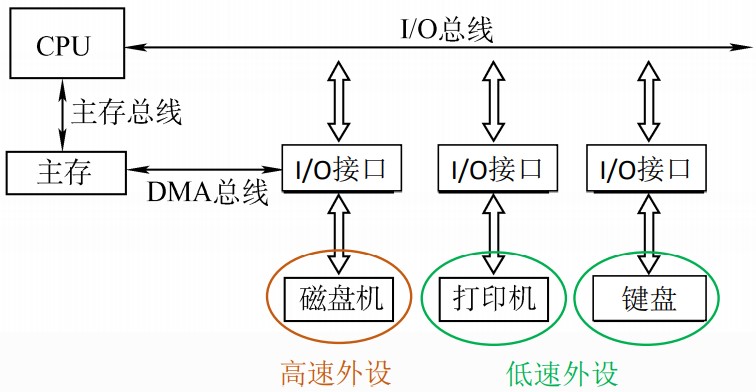 I/O总线
CPU
主存总线
主存
DMA总线
I/O接口
I/O接口
I/O接口
磁盘机
打印机
键盘
高速外设
低速外设